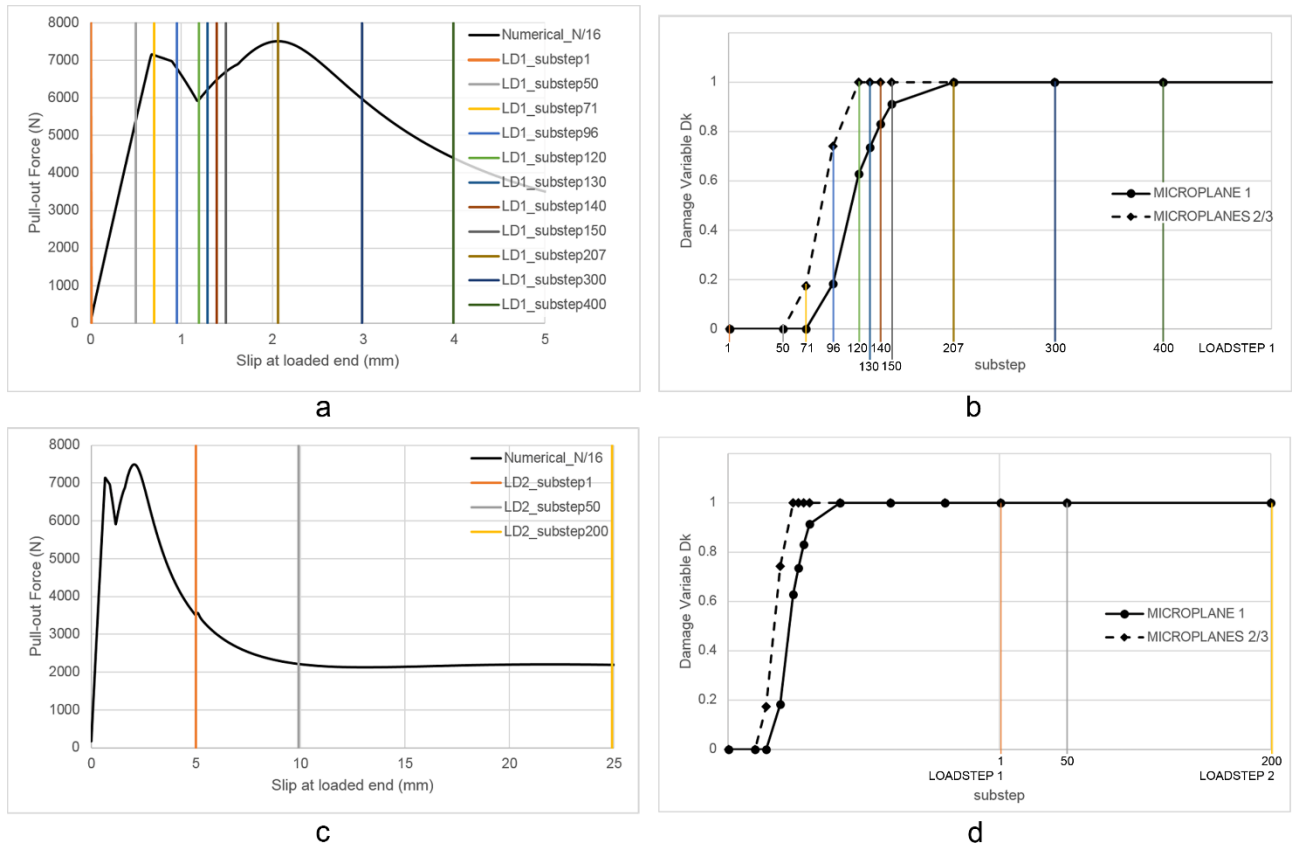 8000
7000
6000
5000
4000
3000
2000
1000
0
Pull-out Force (N)
0 1 2 3 4 5
Slip at loaded end (mm)
Numerical_N/16
LD1_substep1
LD1_substep50
LD1_substep71
LD1_substep96
LD1_substep120
LD1_substep130
LD1_substep140
LD1_substep150
LD1_substep207
LD1_substep300
LD1_substep400
a
1
0.8
0.6
0.4
0.2
0
Damage Variable Dk
MICROPLANE 1
MICROPLANES 2/3
1 50 71 96 120 140 207 300 400 LOADSTEP 1
130 150
substep
b
8000
7000
6000
5000
4000
3000
2000
1000
0
Pull-out Force (N)
0 5 10 15 20 25
Slip at loaded end (mm)
Numerical_N/16
LD2_substep1
LD2_substep50
LD2_substep200
c
1
0.8
0.6
0.4
0.2
0
Damage Variable Dk
MICROPLANE 1
MICROPLANES 2/3
1 50 200
LOADSTEP 1 LOADSTEP 2
substep
d